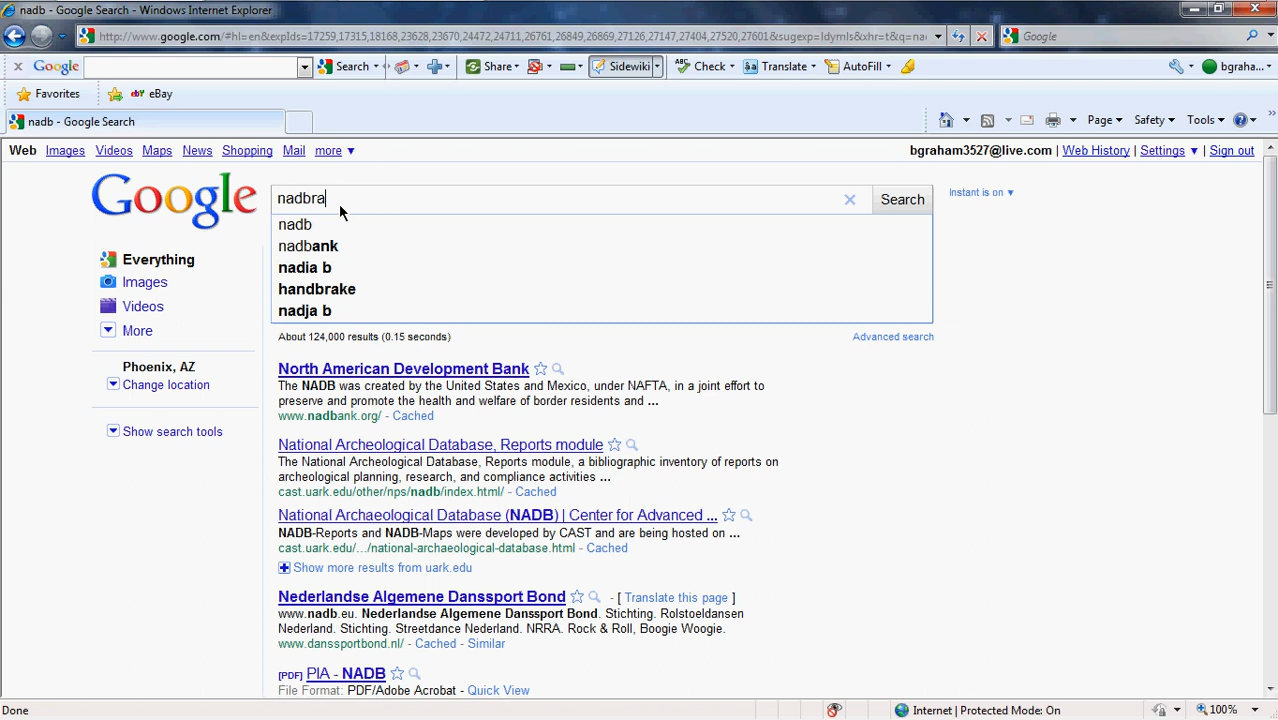 nadb - Google Search - Windows Internet Explorer
http://www.google.com/#hl=en&expIds=17259,17315,18168,23628,23670,24472,24711,26761,26849,26869,27126,27147,27404,27520,27601&sugexp=ldymls&xhr=t&q=nac
Google
Google Search Share Sidewiki Check Translate AutoFill bgraham...
Favorites eBay
nadb - Google Search
Page Safety Tools
Web Images Videos Maps News Shopping Mail more ▼
bgraham3527@live.com | Web History | Settings ▼ | Sign out
Google
nadbra
Search
Instant is on ▼
nadb
nadbank
nadia b
handbrake
nadja b
Everything
Images
Videos
More
Phoenix, AZ
Change location
Show search tools
About 124,000 results (0.15 seconds)
Advanced search
North American Development Bank
The NADB was created by the United States and Mexico, under NAFTA, in a joint effort to
preserve and promote the health and welfare of border residents and ...
www.nadbank.org/ - Cached
National Archeological Database, Reports module
The National Archeological Database, Reports module, a bibliographic inventory of reports on
archeological planning, research, and compliance activities ...
cast.uark.edu/other/nps/nadb/index.html/ - Cached
National Archaeological Database (NADB) | Center for Advanced ...
NADB-Reports and NADB-Maps were developed by CAST and are being hosted on ...
cast.uark.edu/.../national-archaeological-database.html - Cached
Show more results from uark.edu
Nederlandse Algemene Danssport Bond - [ Translate this page ]
www.nadb.eu. Nederlandse Algemene Danssport Bond. Stichting. Rolstoeldansen
Nederland. Stichting. Streetdance Nederland. NRRA. Rock & Roll, Boogie Woogie.
www.danssportbond.nl/ - Cached - Similar
[PDF] PIA - NADB
File Format: PDF/Adobe Acrobat - Quick View
Done
Internet | Protected Mode: On
100%